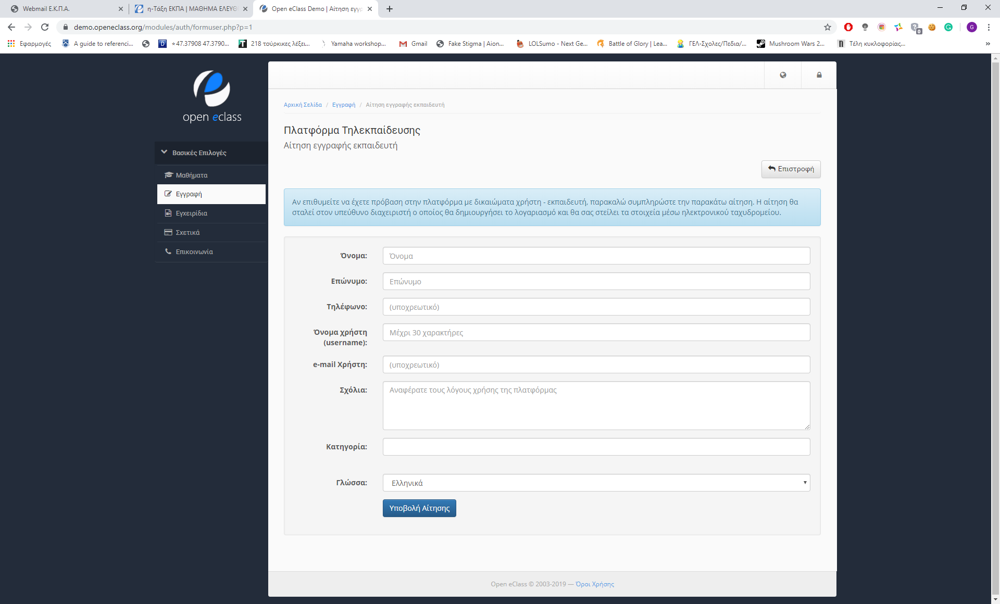 Webmail Ε.Κ.Π.Α.
η-Τάξη ΕΚΠΑ | ΜΑΘΗΜΑ ΕΛΕΥΘ
Open eClass Demo | Αίτηση εγγρ
demo.openeclass.org/modules/auth/formuser.php?p=1
0
G
Εφαρμογές
A guide to referenci...
D
47.37908 47.3790...
218 τούρκικες λέξει...
Yamaha workshop...
Gmail
Fake Stigma | Aion...
LOLSumo - Next Ge...
Battle of Glory | Lea...
ΓΕΛ-Σχολες/Πεδια/...
Mushroom Wars 2...
Τέλη κυκλοφορίας...
open eclass
Βασικές Επιλογές
Μαθήματα
Εγγραφή
Εγχειρίδια
Σχετικά
Επικοινωνία
Αρχική Σελίδα / Εγγραφή / Αίτηση εγγραφής εκπαιδευτή
Πλατφόρμα Τηλεκπαίδευσης
Αίτηση εγγραφής εκπαιδευτή
Επιστροφή
Αν επιθυμείτε να έχετε πρόβαση στην πλατφόρμα με δικαιώματα χρήστη - εκπαιδευτή, παρακαλώ συμπληρώστε την παρακάτω αίτηση. Η αίτηση θα
σταλεί στον υπεύθυνο διαχειριστή ο οποίος θα δημιουργήσει το λογαριασμό και θα σας στείλει τα στοιχεία μέσω ηλεκτρονικού ταχυδρομείου.
Όνομα: Όνομα
Επώνυμο: Επώνυμο
Τηλέφωνο: (υποχρεωτικό)
Όνομα χρήστη (username): Μέχρι 30 χαρακτήρες
e-mail Χρήστη: (υποχρεωτικό)
Σχόλια: Αναφέρατε τους λόγους χρήσης της πλατφόρμας
Κατηγορία:
Γλώσσα: Ελληνικά
Υποβολή Αίτησης
Open eClass © 2003-2019 — Όροι Χρήσης